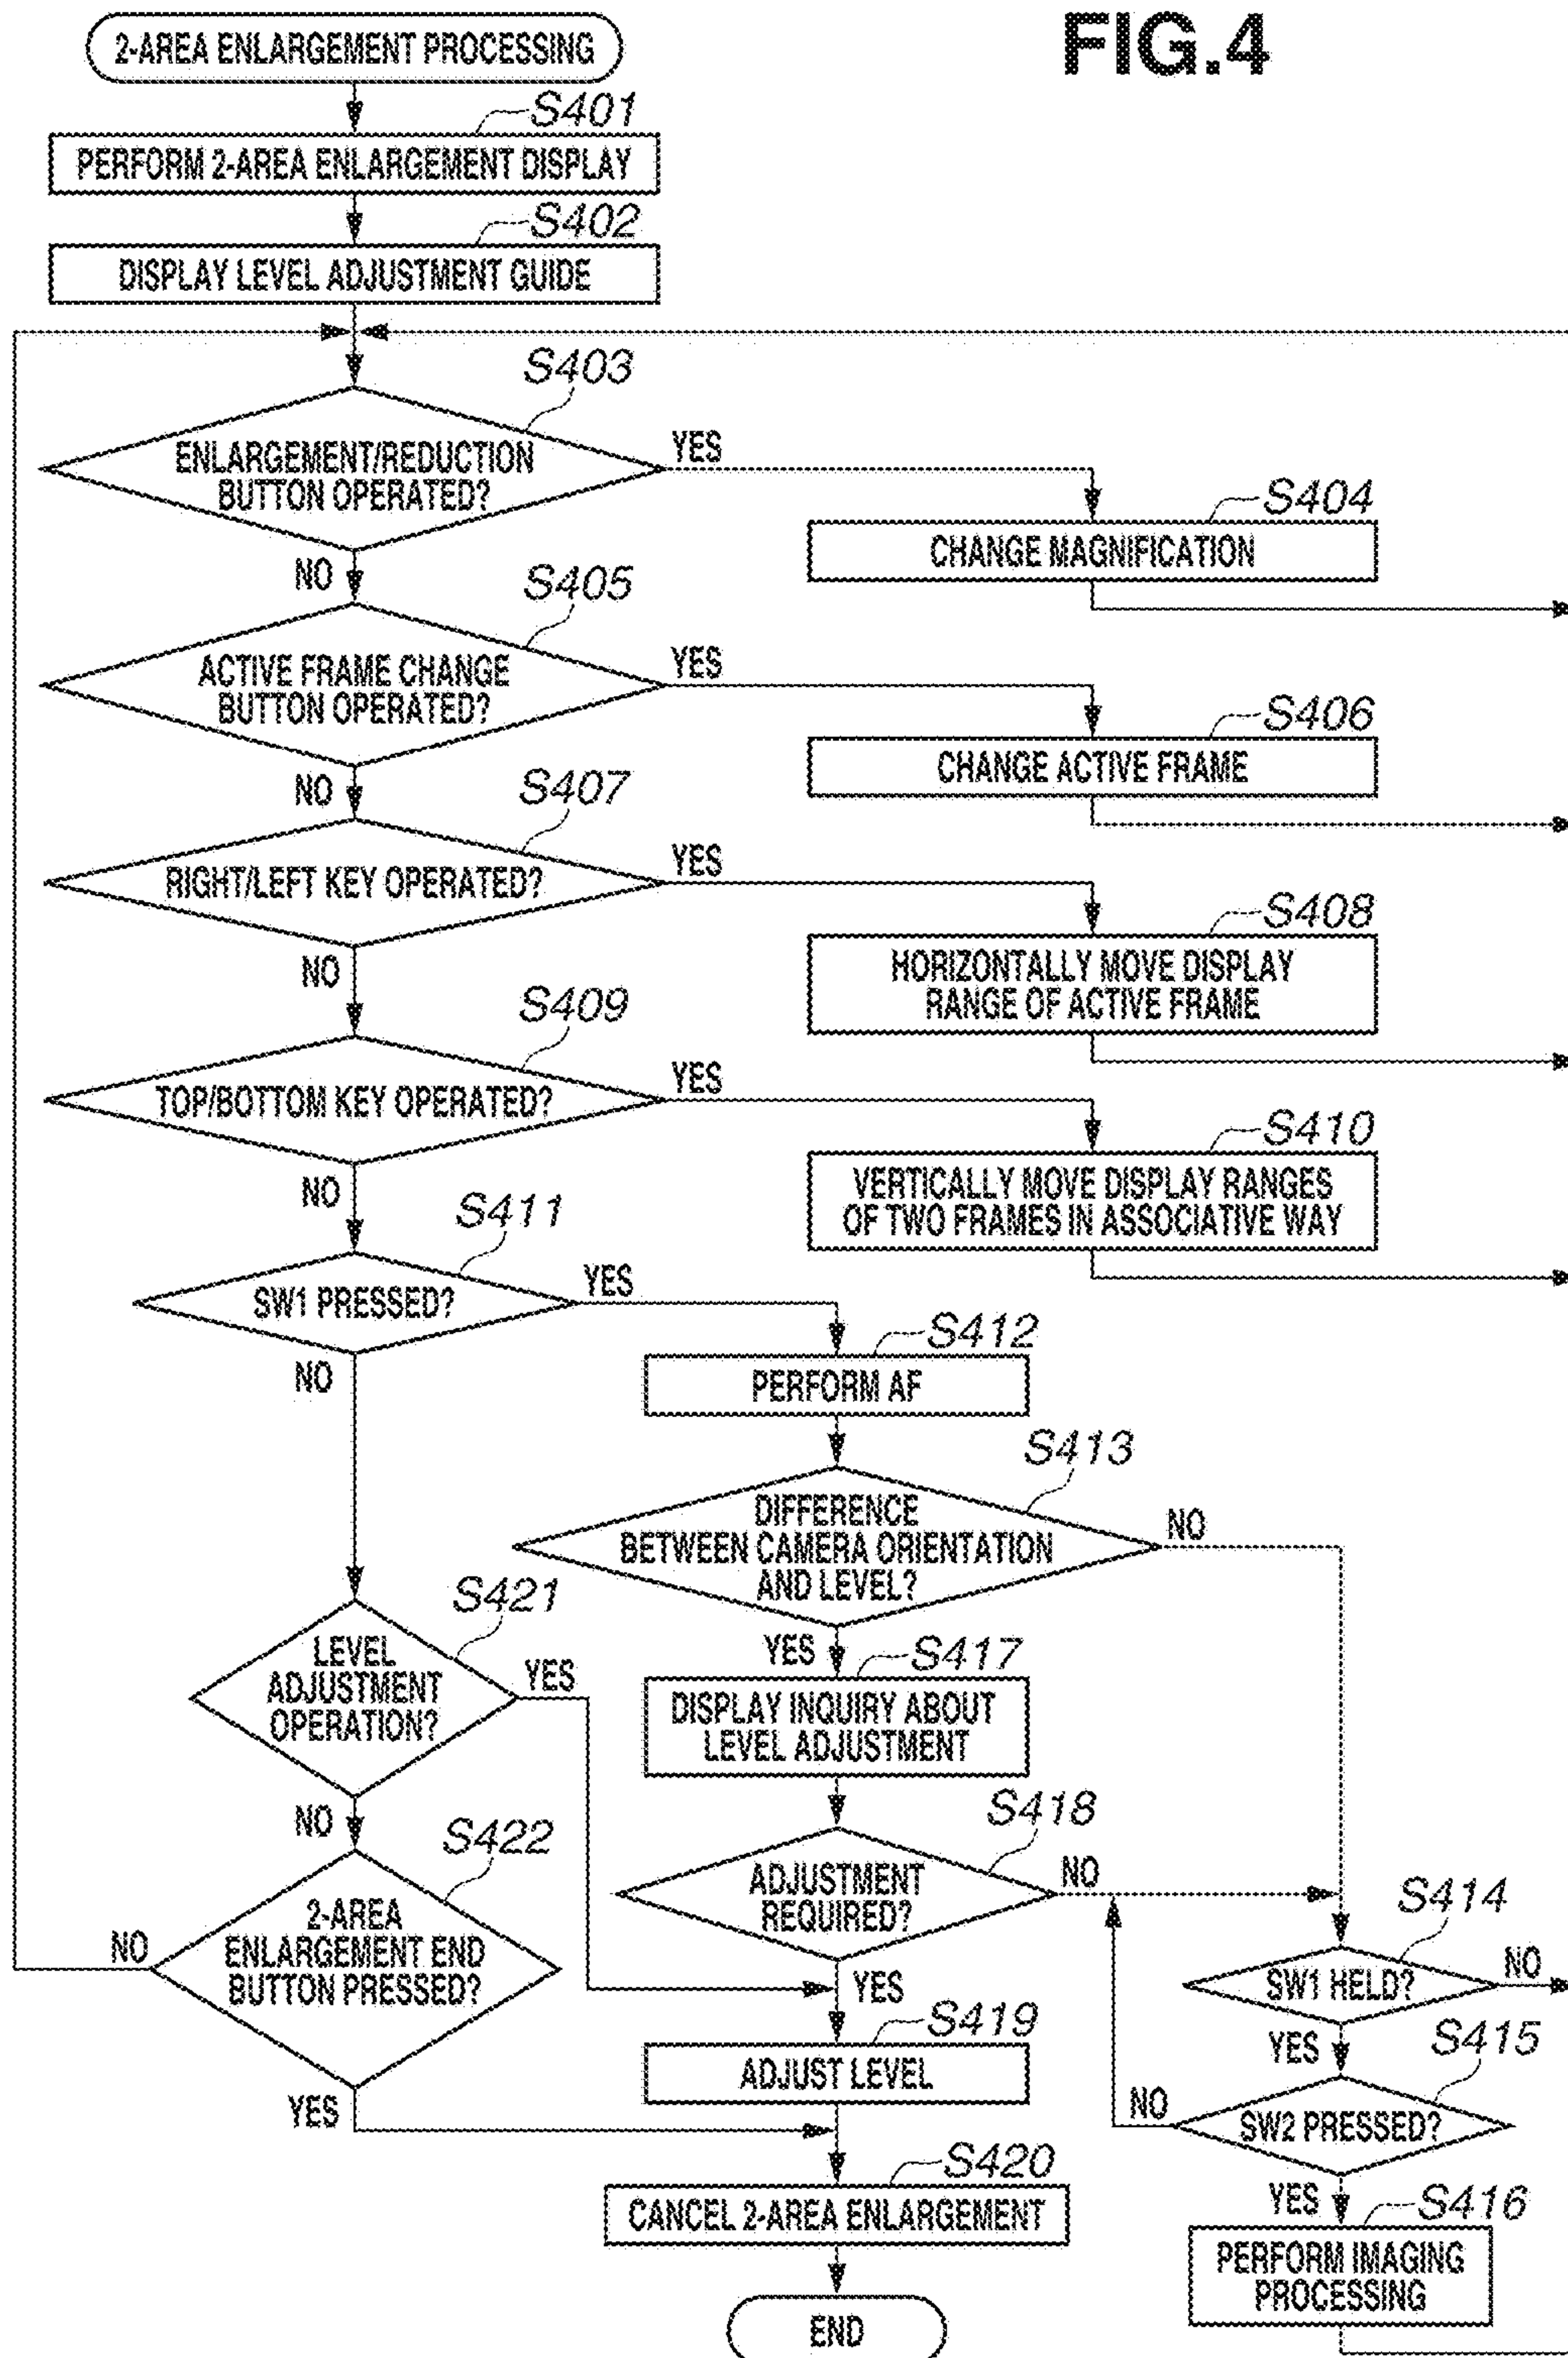 FIG.4
2-AREA ENLARGEMENT PROCESSING
S401
PERFORM 2-AREA ENLARGEMENT DISPLAY
S402
DISPLAY LEVEL ADJUSTMENT GUIDE
S403
ENLARGEMENT/REDUCTION
BUTTON OPERATED?
YES
NO
S404
CHANGE MAGNIFICATION
S405
ACTIVE FRAME CHANGE
BUTTON OPERATED?
YES
NO
S406
CHANGE ACTIVE FRAME
S407
RIGHT/LEFT KEY OPERATED?
YES
NO
S408
HORIZONTALLY MOVE DISPLAY
RANGE OF ACTIVE FRAME
S409
TOP/BOTTOM KEY OPERATED?
YES
NO
S410
VERTICALLY MOVE DISPLAY RANGES
OF TWO FRAMES IN ASSOCIATIVE WAY
S411
SW1 PRESSED?
YES
NO
S412
PERFORM AF
S413
DIFFERENCE
BETWEEN CAMERA ORIENTATION
AND LEVEL?
NO
YES
S421
LEVEL
ADJUSTMENT
OPERATION?
YES
NO
S417
DISPLAY INQUIRY ABOUT
LEVEL ADJUSTMENT
S418
ADJUSTMENT
REQUIRED?
NO
YES
S422
2-AREA
ENLARGEMENT END
BUTTON PRESSED?
NO
YES
S414
SW1 HELD?
NO
YES
S419
ADJUST LEVEL
S415
SW2 PRESSED?
NO
YES
S420
CANCEL 2-AREA ENLARGEMENT
S416
PERFORM IMAGING
PROCESSING
END